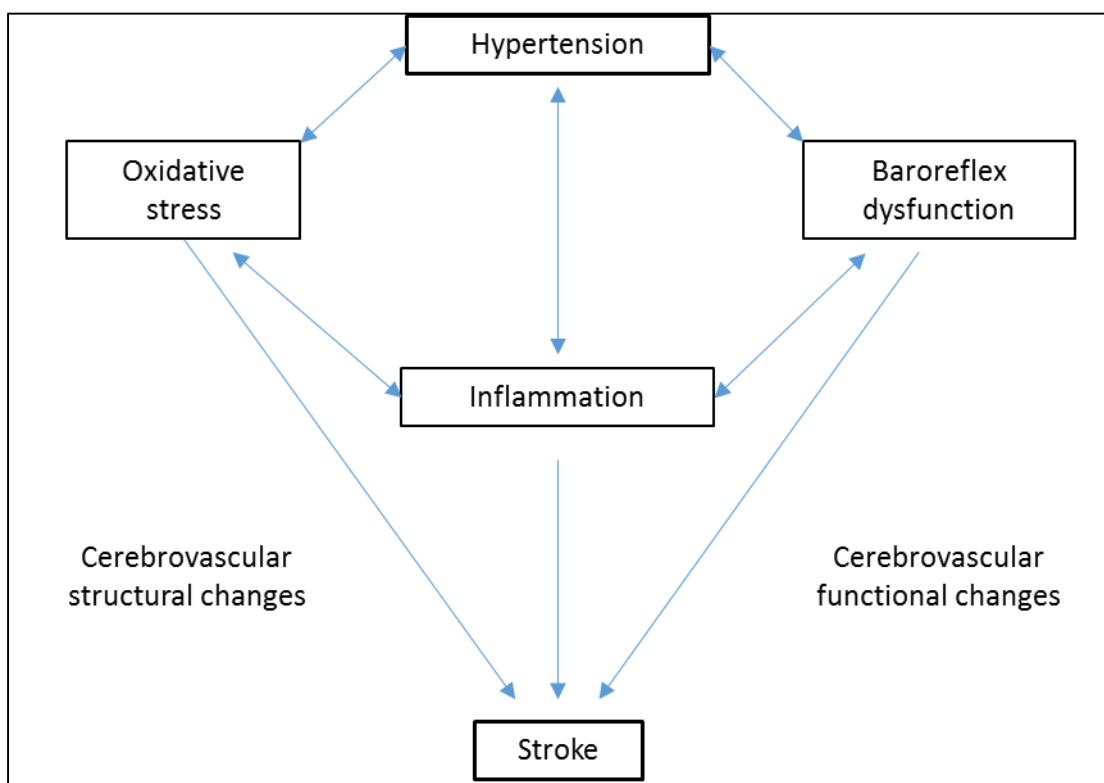 Hypertension
Oxidative
stress
Baroreflex
dysfunction
Inflammation
Cerebrovascular
structural changes
Cerebrovascular
functional changes
Stroke